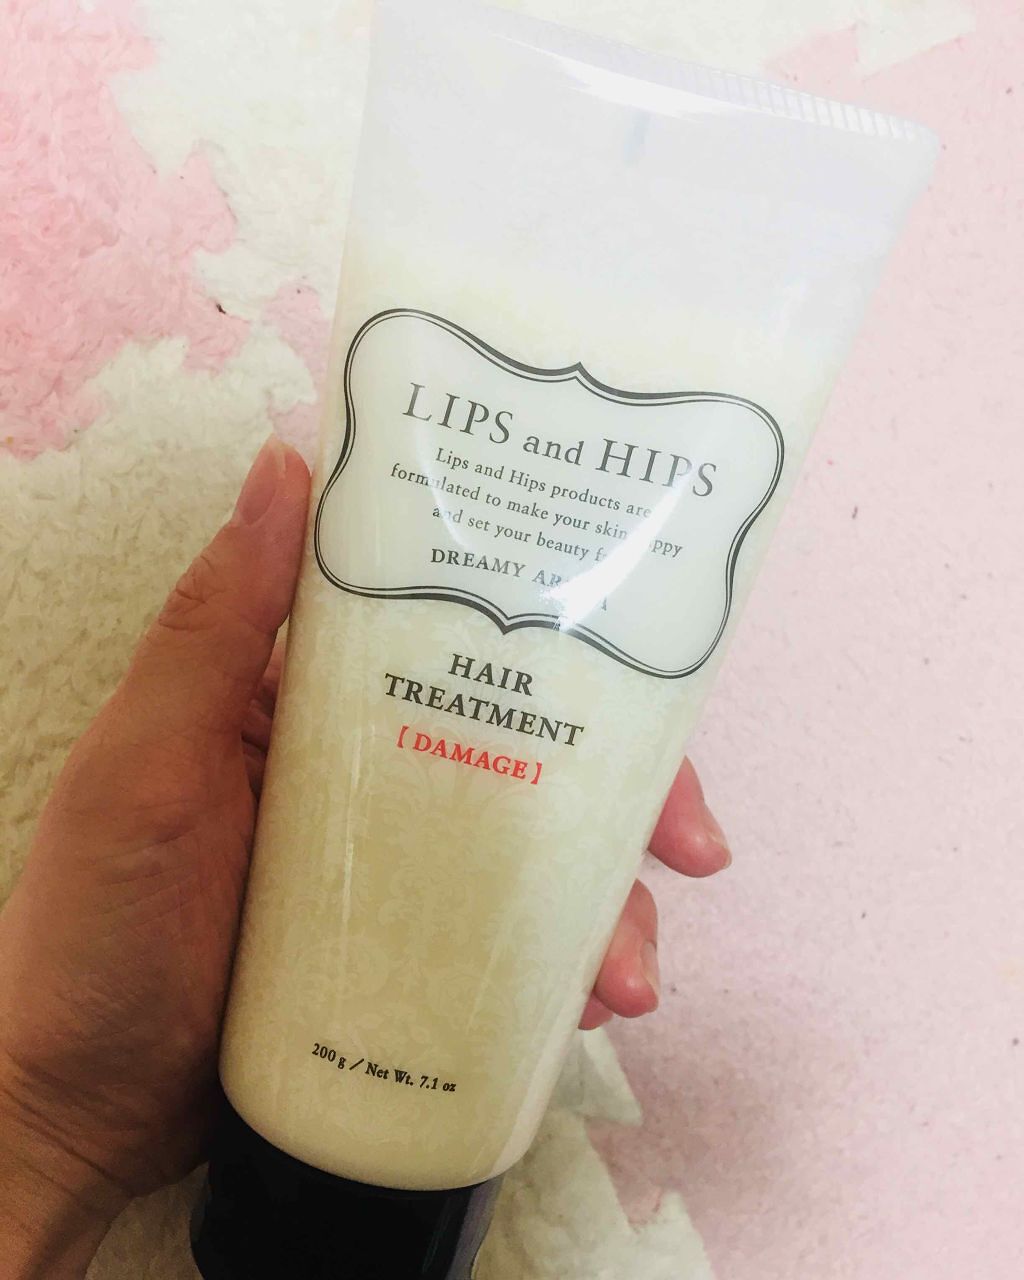 LIPS and HIPS
Lips and Hips products are
formulated to make your skin
and set your beauty
DREAMY
HAIR
TREATMENT
[DAMAGE]
200 g / Net Wt. 7.1 oz